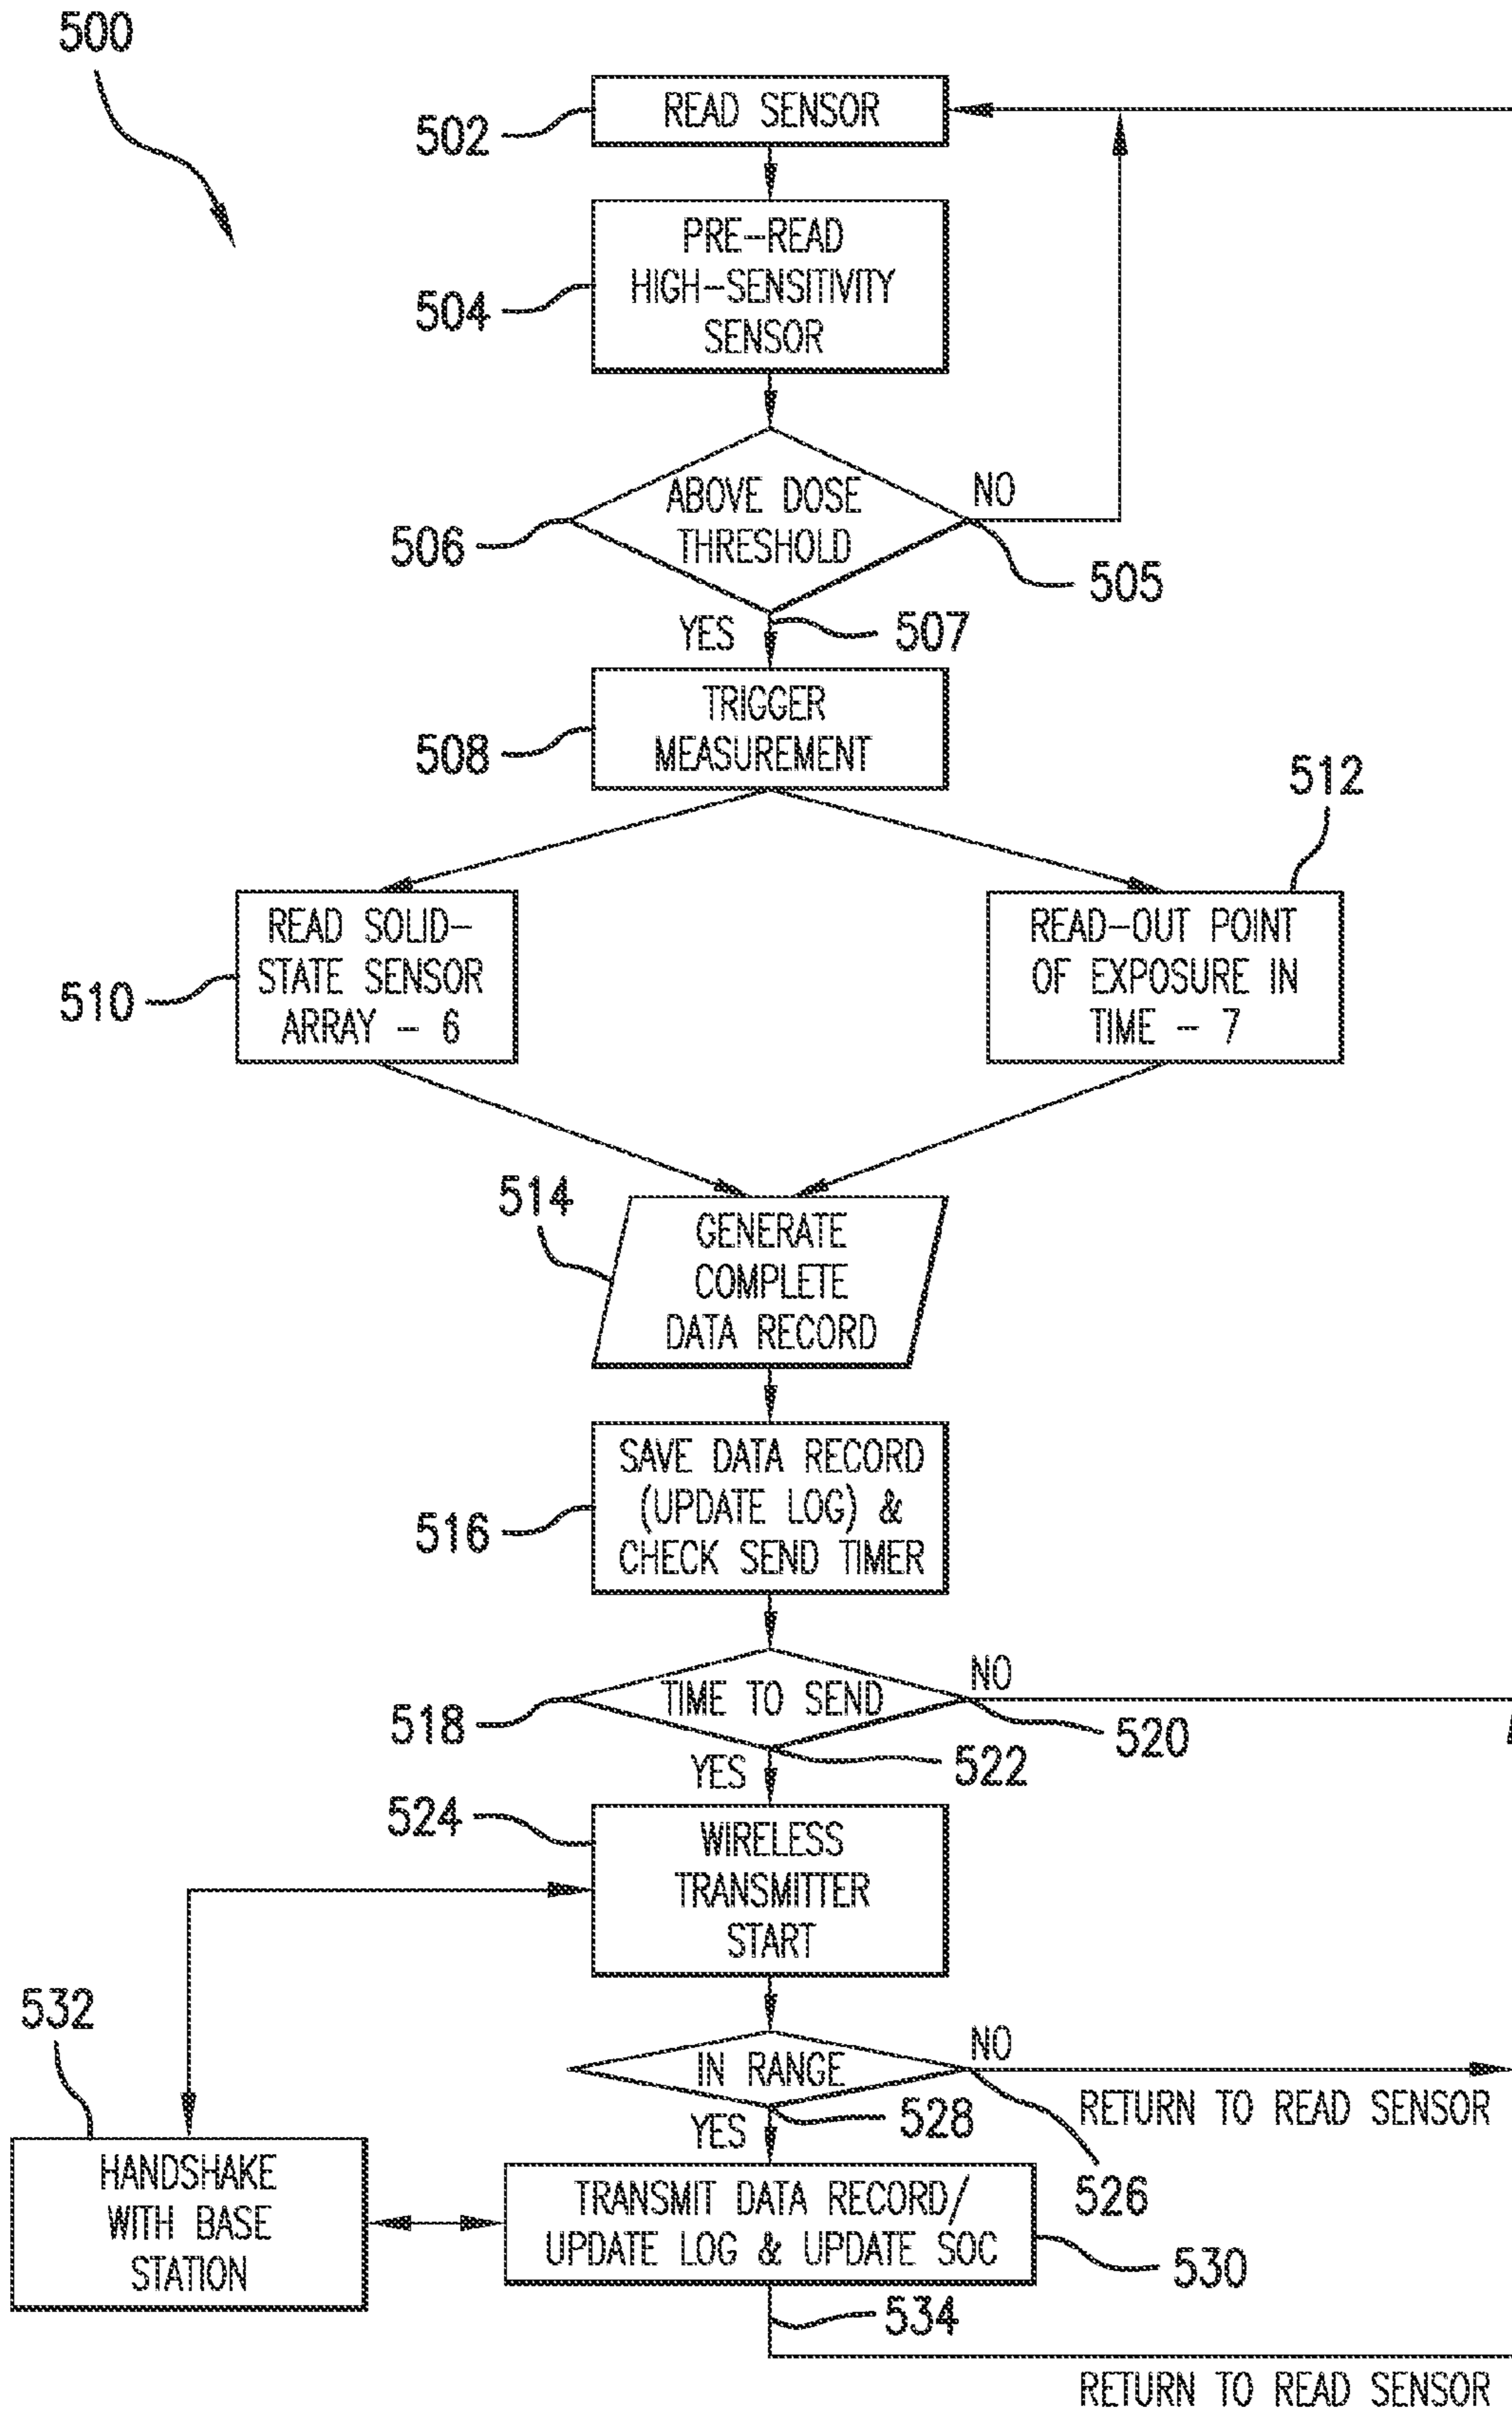 500
READ SENSOR
502
PRE-READ
HIGH-SENSITIVITY
SENSOR
504
ABOVE DOSE
THRESHOLD
NO
506
505
YES
507
TRIGGER
MEASUREMENT
508
512
READ SOLID-
STATE SENSOR
ARRAY - 6
510
READ-OUT POINT
OF EXPOSURE IN
TIME - 7
514
GENERATE
COMPLETE
DATA RECORD
SAVE DATA RECORD
(UPDATE LOG) &
CHECK SEND TIMER
516
TIME TO SEND
NO
518
520
YES
522
524
WIRELESS
TRANSMITTER
START
532
IN RANGE
NO
RETURN TO READ SENSOR
YES
528
526
HANDSHAKE
WITH BASE
STATION
TRANSMIT DATA RECORD/
UPDATE LOG & UPDATE SOC
530
534
RETURN TO READ SENSOR